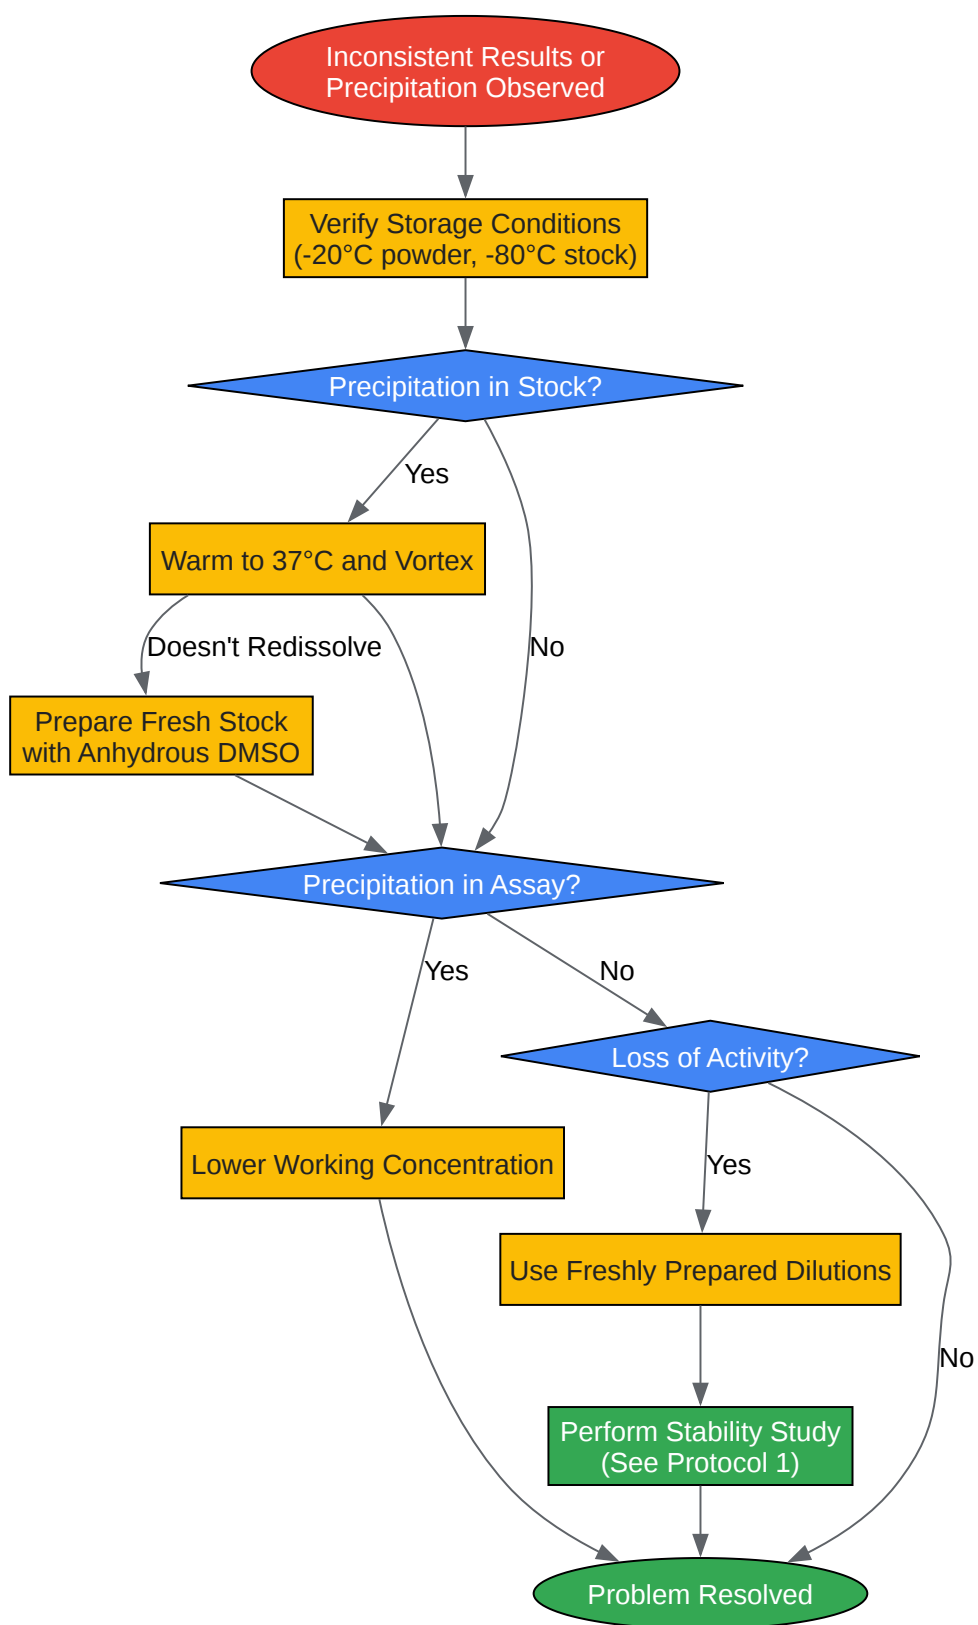 Inconsistent Results or
Precipitation Observed
Verify Storage Conditions
(-20°C powder, -80°C stock)
Precipitation in Stock?
Yes
Warm to 37°C and Vortex
Doesn't Redissolve
No
Prepare Fresh Stock
with Anhydrous DMSO
Precipitation in Assay?
Yes
No
Loss of Activity?
Lower Working Concentration
Yes
Use Freshly Prepared Dilutions
No
Perform Stability Study
(See Protocol 1)
Problem Resolved